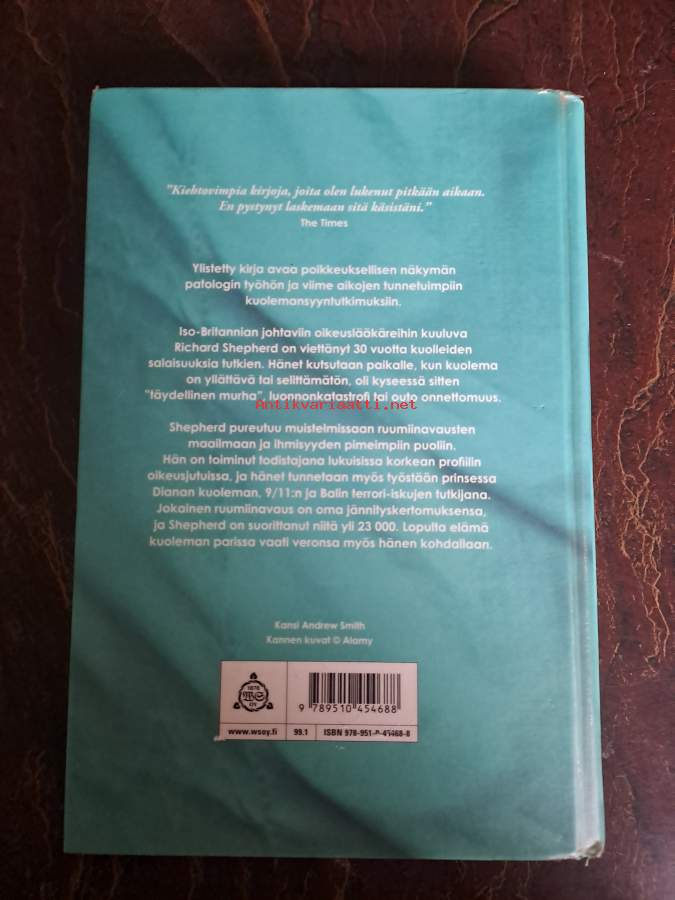 "Kiehtovimpia kirjoja, joita olen lukenut pitkään aikaan.
En pystynyt laskemaan sitä käsistäni."
The Times
Ylistetty kirja avaa poikkeuksellisen näkymän
patologin työhön ja viime aikojen tunnetuimpiin
kuolemansyyntutkimuksiin.
Iso-Britannian johtaviin oikeuslääkäreihin kuuluva
Richard Shepherd on viettänyt 30 vuotta kuolleiden
salaisuuksia tutkien. Hänet kutsutaan paikalle, kun kuolema
on yllättävä tai selittämätön, oli kyseessä sitten
"täydellinen murha", luonnonkatastrofi tai outo onnettomuus.
Antikvariaatti.net
Shepherd pureutuu muistelmissaan ruumiinavausten
maailmaan ja ihmisyyden pimeimpiin puoliin.
Hän on toiminut todistajana lukuisissa korkean profiilin
oikeusjutuissa, ja hänet tunnetaan myös työstään prinsessa
Dianan kuoleman, 9/11:n ja Balin terrori-iskujen tutkijana.
Jokainen ruumiinavaus on oma jännityskertomuksensa,
ja Shepherd on suorittanut niitä yli 23 000. Lopulta elämä
kuoleman parissa vaati veronsa myös hänen kohdallaan.
Kansi Andrew Smith
Kannen kuvat © Alamy
1878
WS
OY
9 789510 454688
www.wsoy.fi 99.1 ISBN 978-951-0-45468-8